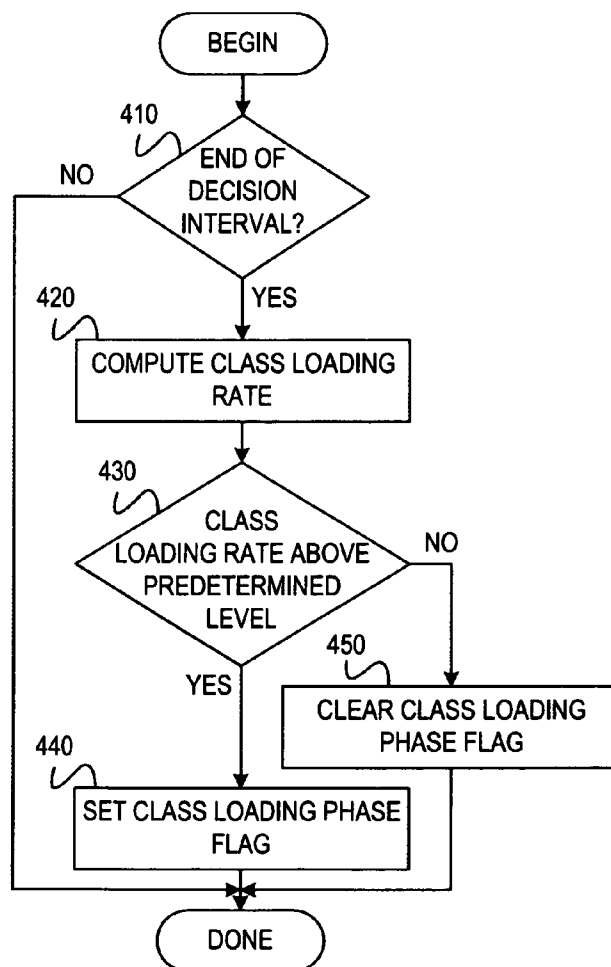 BEGIN
410
END OF
DECISION
INTERVAL?
NO
YES
420
COMPUTE CLASS LOADING
RATE
430
CLASS
LOADING RATE ABOVE
PREDETERMINED
LEVEL
NO
YES
450
CLEAR CLASS LOADING
PHASE FLAG
440
SET CLASS LOADING PHASE
FLAG
DONE